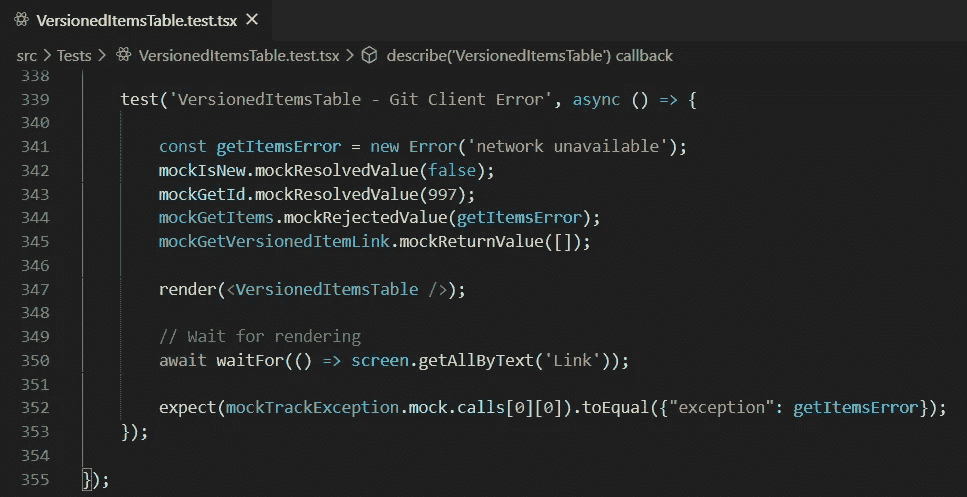 VersionedItemsTable.test.tsx ✕
src > Tests > VersionedItemsTable.test.tsx > describe('VersionedItemsTable') callback
338
339 test('VersionedItemsTable - Git Client Error', async () => {
340
341 const getItemsError = new Error('network unavailable');
342 mockIsNew.mockResolvedValue(false);
343 mockGetId.mockResolvedValue(997);
344 mockGetItems.mockRejectedValue(getItemsError);
345 mockGetVersionedItemLink.mockReturnValue([]);
346
347 render(<VersionedItemsTable />);
348
349 // Wait for rendering
350 await waitFor(() => screen.getAllByText('Link'));
351
352 expect(mockTrackException.mock.calls[0][0]).toEqual({"exception": getItemsError});
353 });
354
355 });